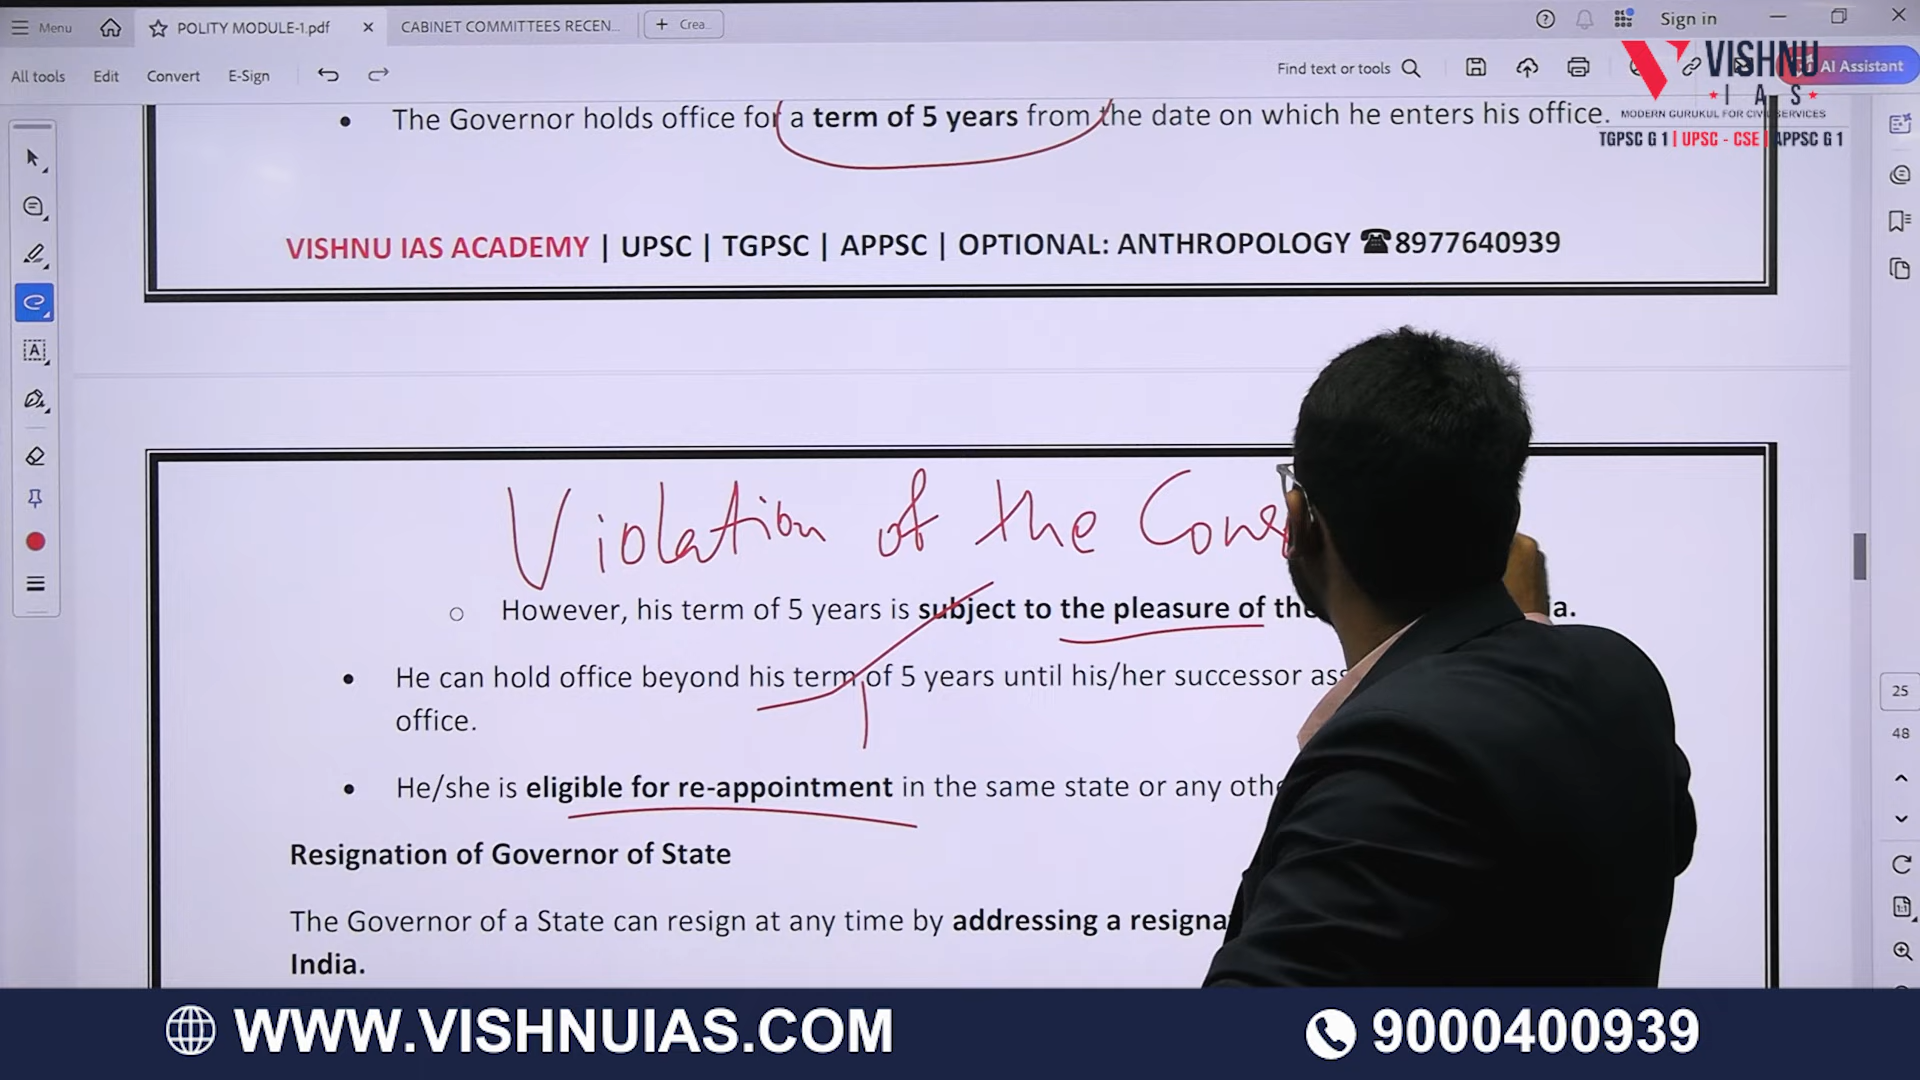 Menu
POLITY MODULE-1.pdf
CABINET COMMITTEES RECEN...
Crea...
Sign in
All tools
Edit
Convert
E-Sign
Find text or tools
AI Assistant
VISHNU
I A S
MODERN GURUKUL FOR CIVIL SERVICES
TGPSC G 1 | UPSC - CSE | APPSC G 1
• The Governor holds office for a term of 5 years from the date on which he enters his office.
VISHNU IAS ACADEMY | UPSC | TGPSC | APPSC | OPTIONAL: ANTHROPOLOGY ☎8977640939
Violation of the Cons
o However, his term of 5 years is subject to the pleasure of the a.
• He can hold office beyond his term of 5 years until his/her successor ass
office.
• He/she is eligible for re-appointment in the same state or any othe
Resignation of Governor of State
The Governor of a State can resign at any time by addressing a resigna
India.
25
48
WWW.VISHNUIAS.COM
9000400939